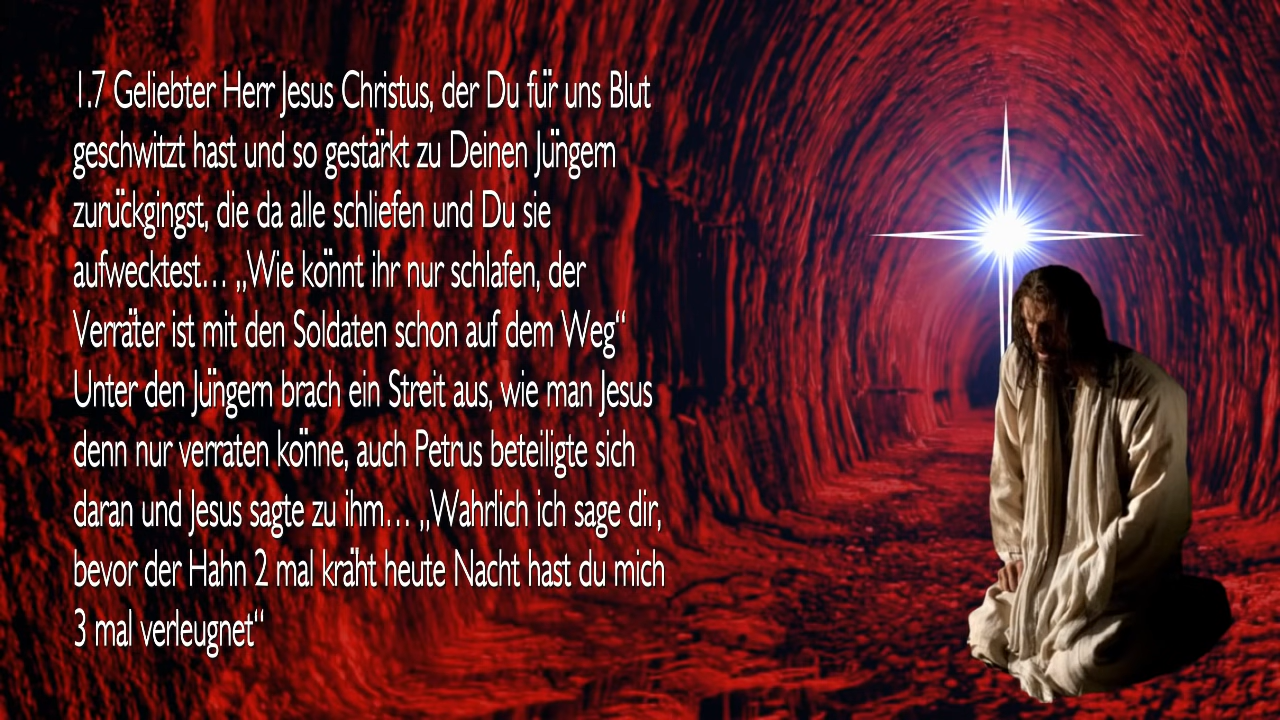 1.7 Geliebter Herr Jesus Christus, der Du für uns Blut
geschwitzt hast und so gestärkt zu Deinen Jüngern
zurückgingst, die da alle schliefen und Du sie
aufwecktest… „Wie könnt ihr nur schlafen, der
Verräter ist mit den Soldaten schon auf dem Weg“
Unter den Jüngern brach ein Streit aus, wie man Jesus
denn nur verraten könne, auch Petrus beteiligte sich
daran und Jesus sagte zu ihm… „Wahrlich ich sage dir,
bevor der Hahn 2 mal kräht heute Nacht hast du mich
3 mal verleugnet“